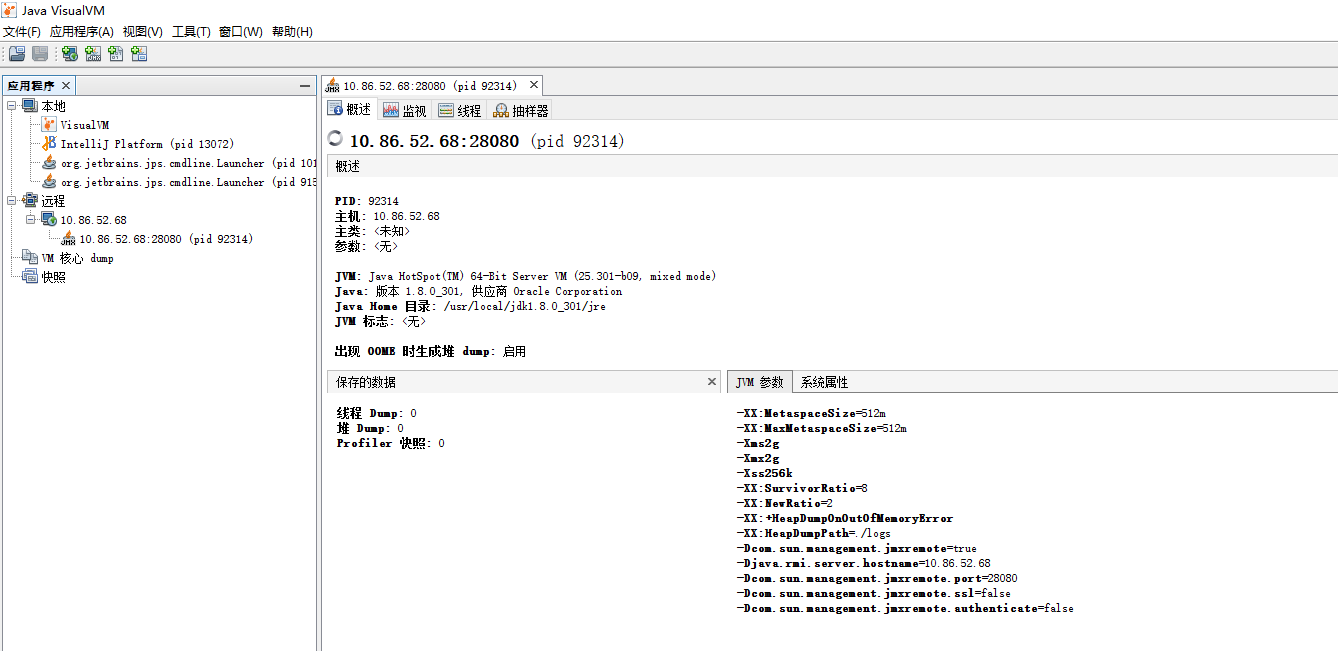 Java VisualVM
文件(F) 应用程序(A) 视图(V) 工具(T) 窗口(W) 帮助(H)
应用程序
本地
VisualVM
IntelliJ Platform (pid 13072)
org.jetbrains.jps.cmdline.Launcher (pid 101
org.jetbrains.jps.cmdline.Launcher (pid 915
远程
10.86.52.68
10.86.52.68:28080 (pid 92314)
VM 核心 dump
快照
10.86.52.68:28080 (pid 92314)
概述 监视 线程 抽样器
10.86.52.68:28080 (pid 92314)
概述
PID: 92314
主机: 10.86.52.68
主类: <未知>
参数: <无>
JVM: Java HotSpot(TM) 64-Bit Server VM (25.301-b09, mixed mode)
Java: 版本 1.8.0_301, 供应商 Oracle Corporation
Java Home 目录: /usr/local/jdk1.8.0_301/jre
JVM 标志: <无>
出现 OOME 时生成堆 dump: 启用
保存的数据
线程 Dump: 0
堆 Dump: 0
Profiler 快照: 0
JVM 参数 系统属性
-XX:MetaspaceSize=512m
-XX:MaxMetaspaceSize=512m
-Xms2g
-Xmx2g
-Xss256k
-XX:SurvivorRatio=8
-XX:NewRatio=2
-XX:+HeapDumpOnOutOfMemoryError
-XX:HeapDumpPath=./logs
-Dcom.sun.management.jmxremote=true
-Djava.rmi.server.hostname=10.86.52.68
-Dcom.sun.management.jmxremote.port=28080
-Dcom.sun.management.jmxremote.ssl=false
-Dcom.sun.management.jmxremote.authenticate=false